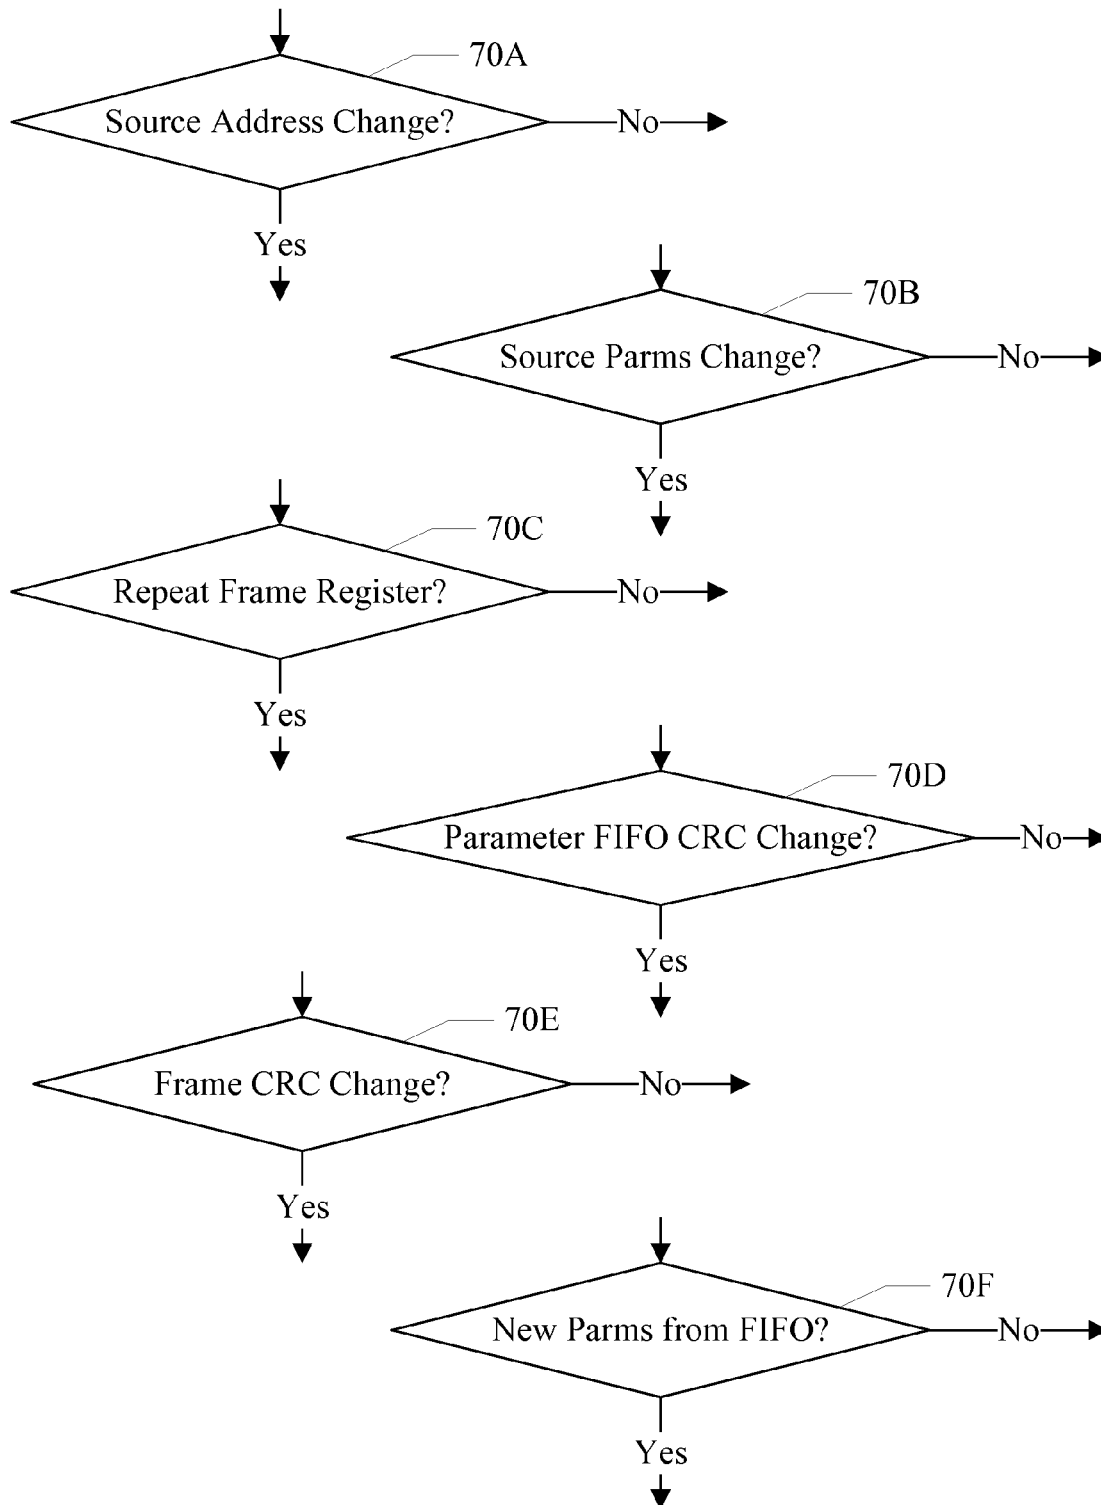 70A
Source Address Change?
No
Yes
70B
Source Parms Change?
No
Yes
70C
Repeat Frame Register?
No
Yes
70D
Parameter FIFO CRC Change?
No
Yes
70E
Frame CRC Change?
No
Yes
70F
New Parms from FIFO?
No
Yes